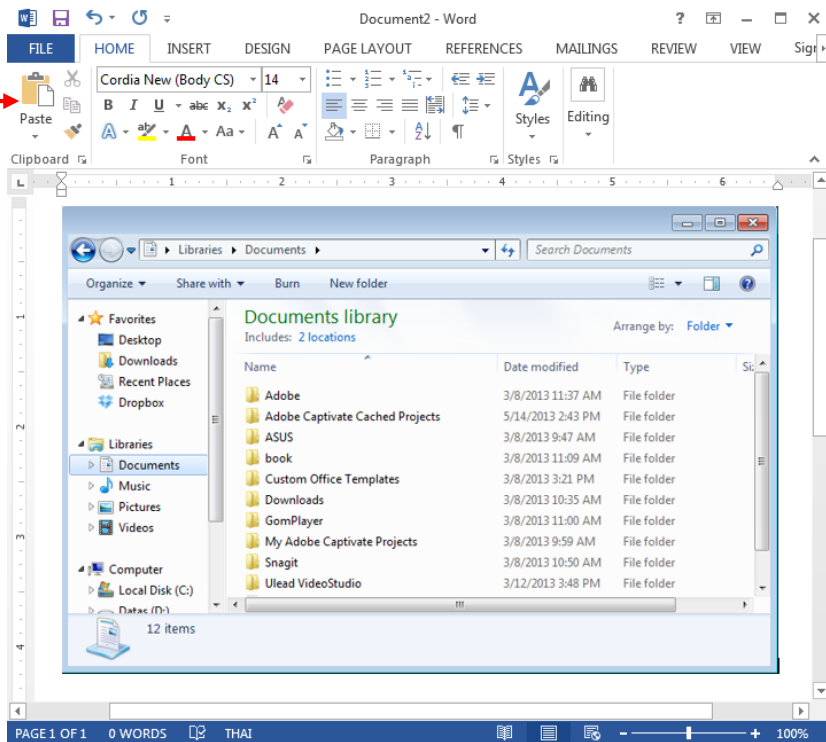 Document2 - Word
FILE HOME INSERT DESIGN PAGE LAYOUT REFERENCES MAILINGS REVIEW VIEW Sign
Cordia New (Body CS) 14
Paste
B I U abc X₂ X²
A aby A Aa A A
Styles Editing
Clipboard Font Paragraph Styles
1 2 3 4 5 6
Libraries Documents Search Documents
Organize Share with Burn New folder
Favorites
Desktop
Downloads
Recent Places
Dropbox
Libraries
Documents
Music
Pictures
Videos
Computer
Local Disk (C:)
Datas (D:)
Documents library
Includes: 2 locations
Arrange by: Folder
Name Date modified Type
Adobe 3/8/2013 11:37 AM File folder
Adobe Captivate Cached Projects 5/14/2013 2:43 PM File folder
ASUS 3/8/2013 9:47 AM File folder
book 3/8/2013 11:09 AM File folder
Custom Office Templates 3/8/2013 3:21 PM File folder
Downloads 3/8/2013 10:35 AM File folder
GomPlayer 3/8/2013 11:00 AM File folder
My Adobe Captivate Projects 3/8/2013 9:59 AM File folder
Snagit 3/8/2013 10:50 AM File folder
Ulead VideoStudio 3/12/2013 3:48 PM File folder
12 items
PAGE 1 OF 1 0 WORDS THAI 100%